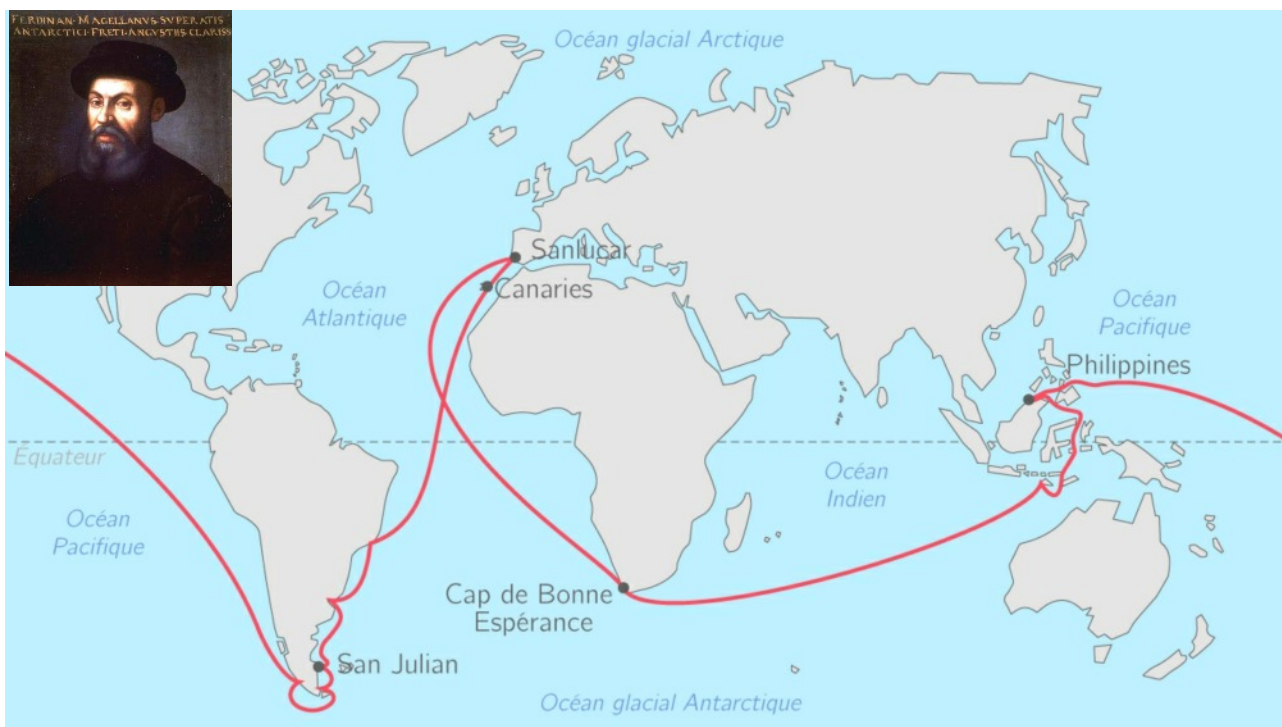 FERDINAN·MAGELLANVS·SVPERATIS
ANTARCTICI·FRETI·ANGVSTIIS·CLARISS
Océan glacial Arctique
Sanlucar
Canaries
Océan
Atlantique
Océan
Pacifique
Philippines
Equateur
Océan
Indien
Océan
Pacifique
Cap de Bonne
Espérance
San Julian
Océan glacial Antarctique